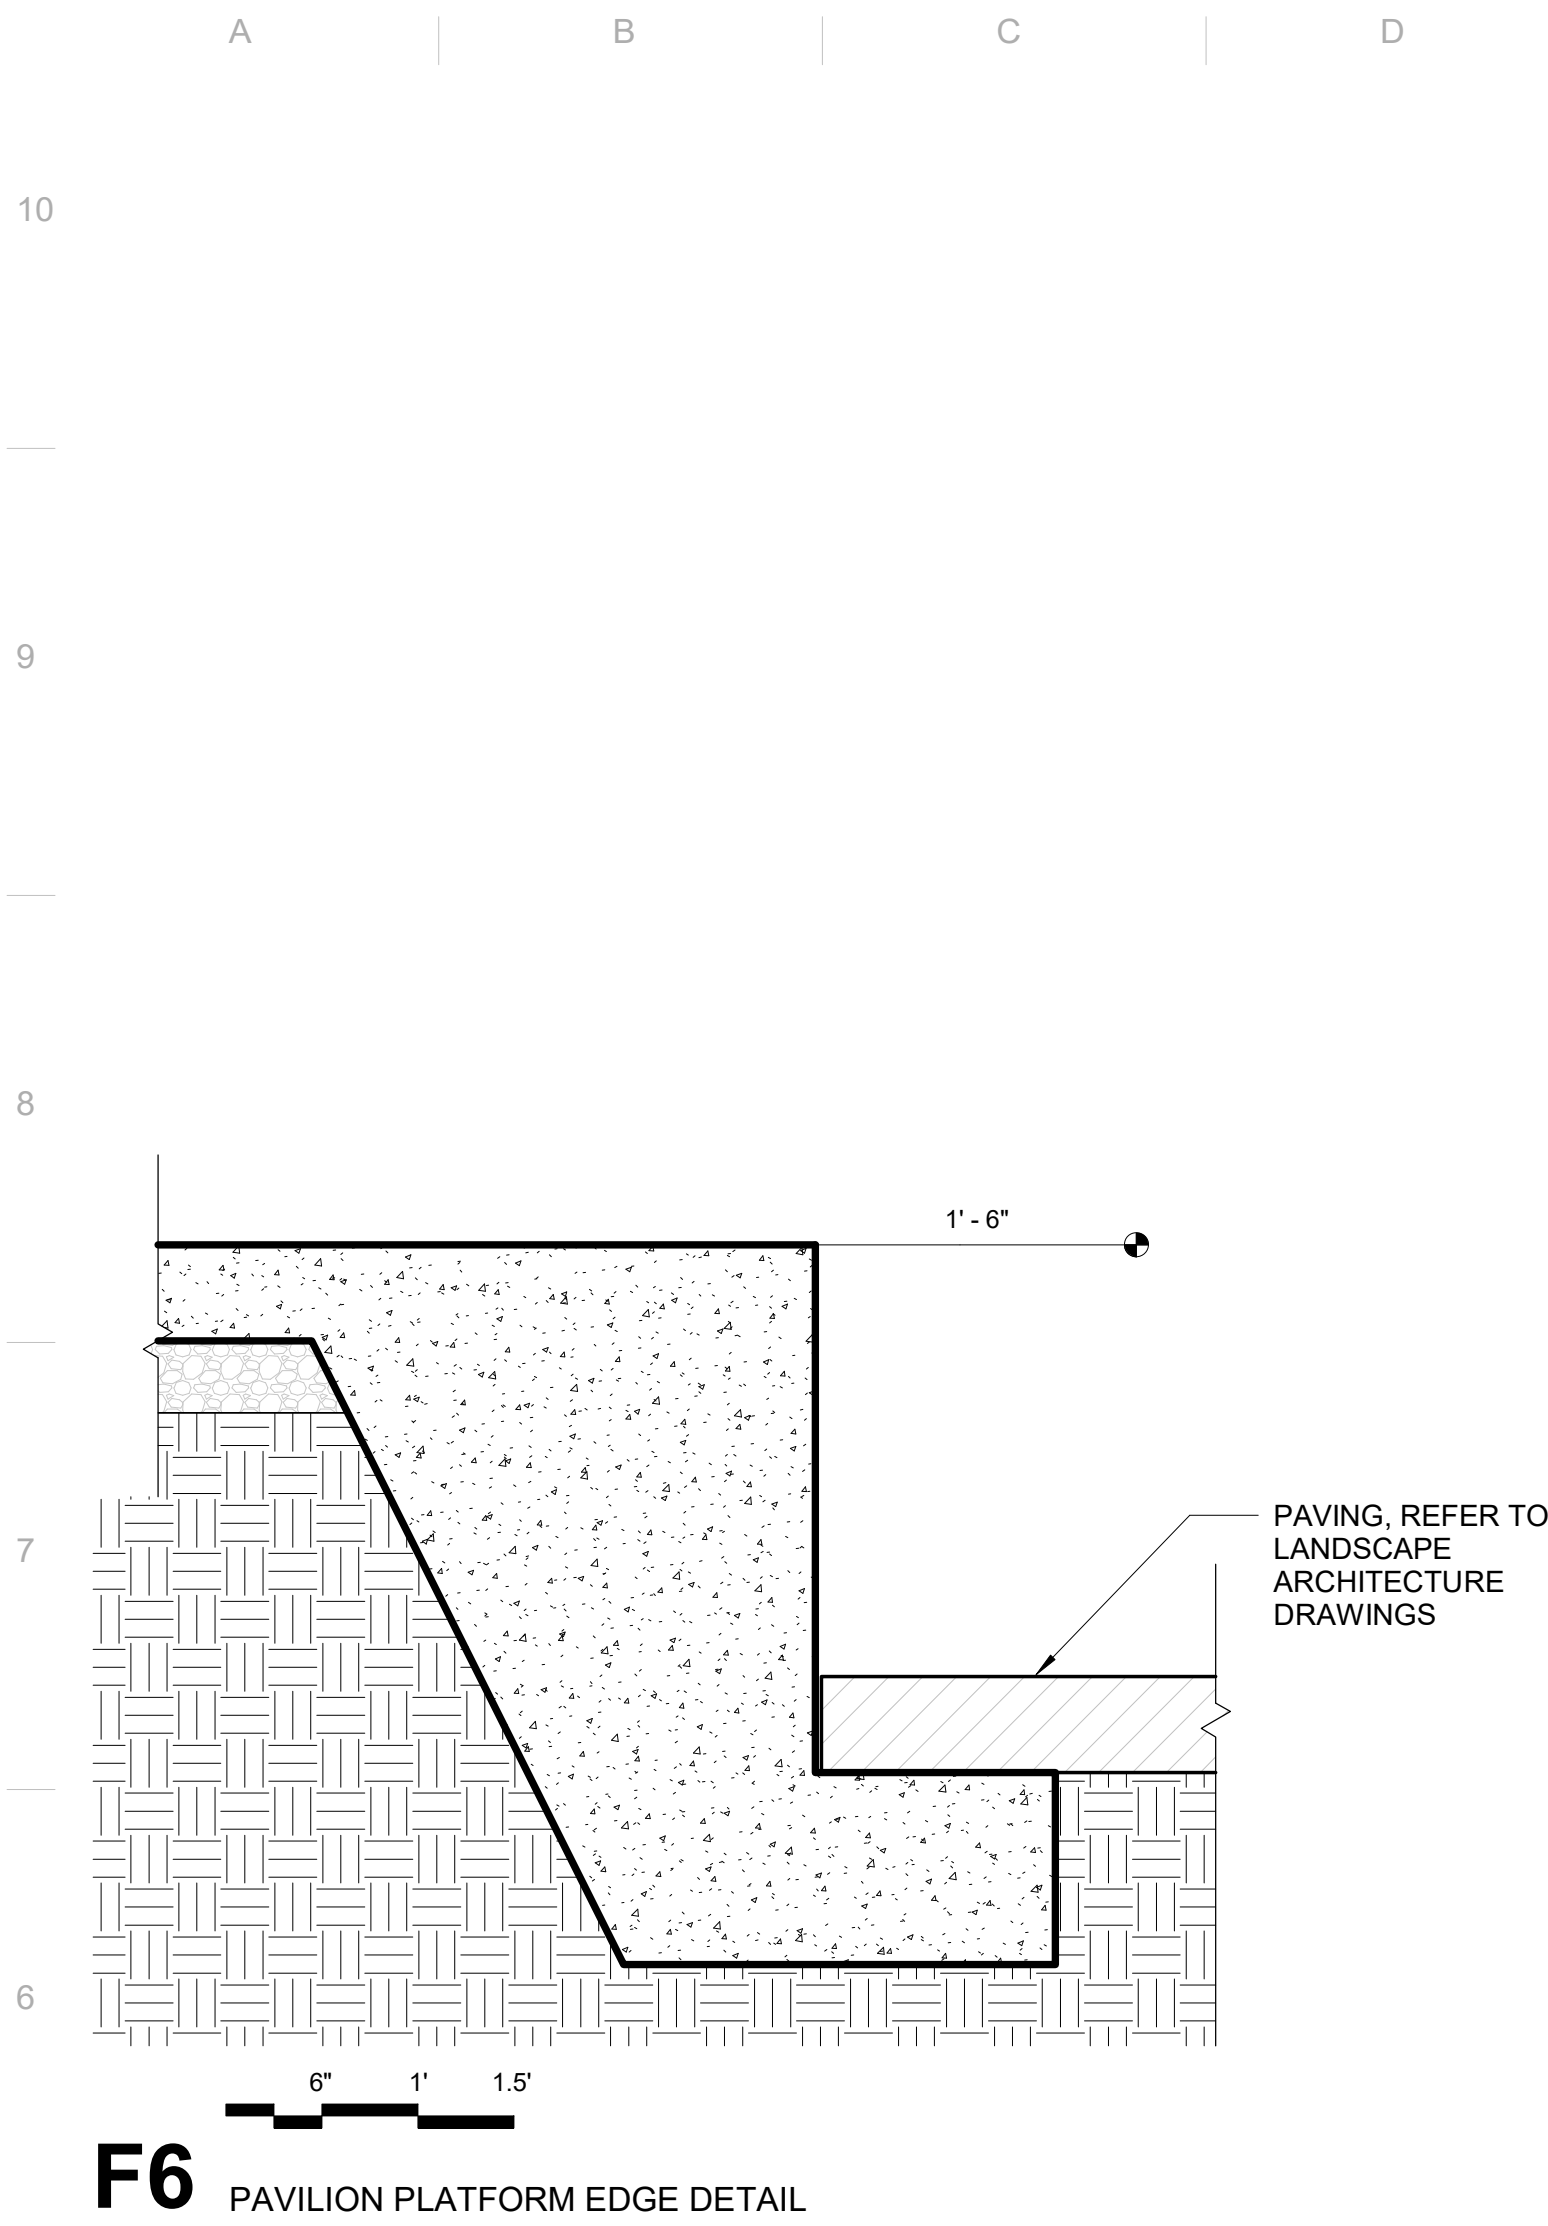 A B C D
10
9
8
1' - 6"
7
PAVING, REFER TO
LANDSCAPE
ARCHITECTURE
DRAWINGS
6
6" 1' 1.5'
F6 PAVILION PLATFORM EDGE DETAIL